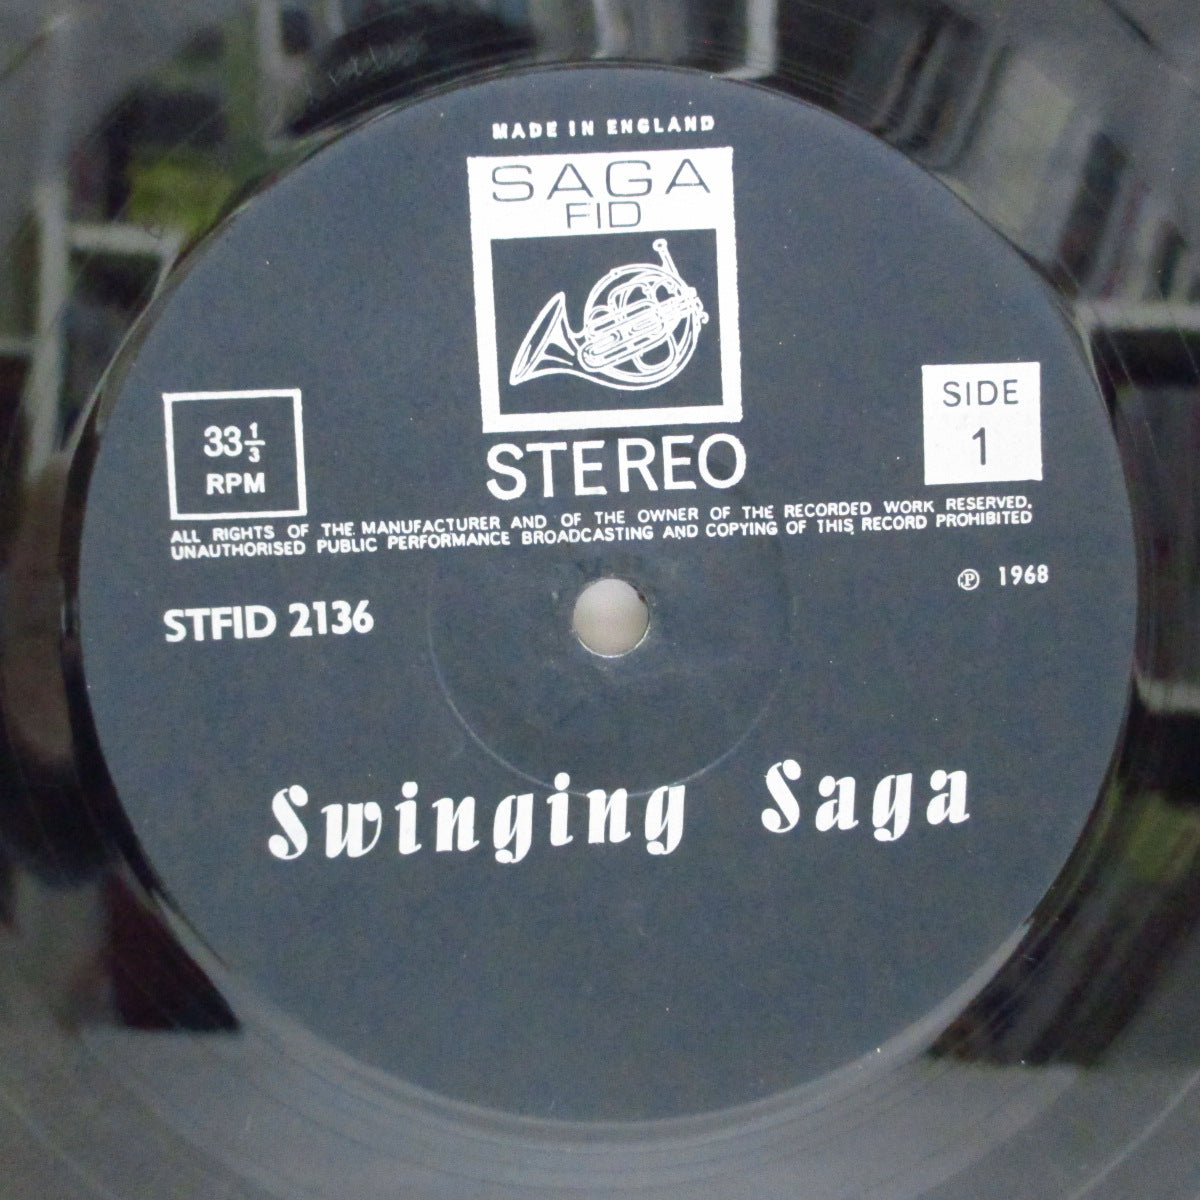 MADE IN ENGLAND
SAGA
FID
33⅓
RPM
STEREO
SIDE
1
ALL RIGHTS OF THE MANUFACTURER AND OF THE OWNER OF THE RECORDED WORK RESERVED.
UNAUTHORISED PUBLIC PERFORMANCE BROADCASTING AND COPYING OF THIS RECORD PROHIBITED
℗ 1968
STFID 2136
Swinging Saga